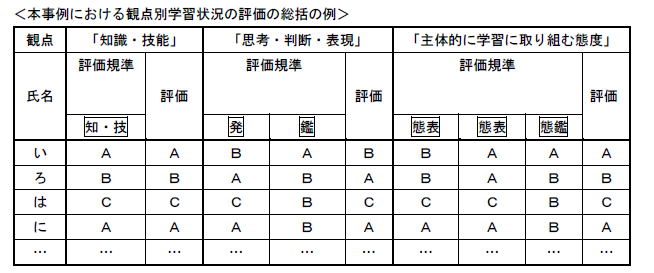 ＜本事例における観点別学習状況の評価の総括の例＞
観点 「知識・技能」 「思考・判断・表現」 「主体的に学習に取り組む態度」
氏名 評価規準 評価 評価規準 評価 評価規準 評価
知・技 発 鑑 態表 態表 態鑑
い A A B A B B A A A
ろ B B A B A B A B B
は C C C B C C C B C
に A A A B A A A B A
… … … … … … … … … …